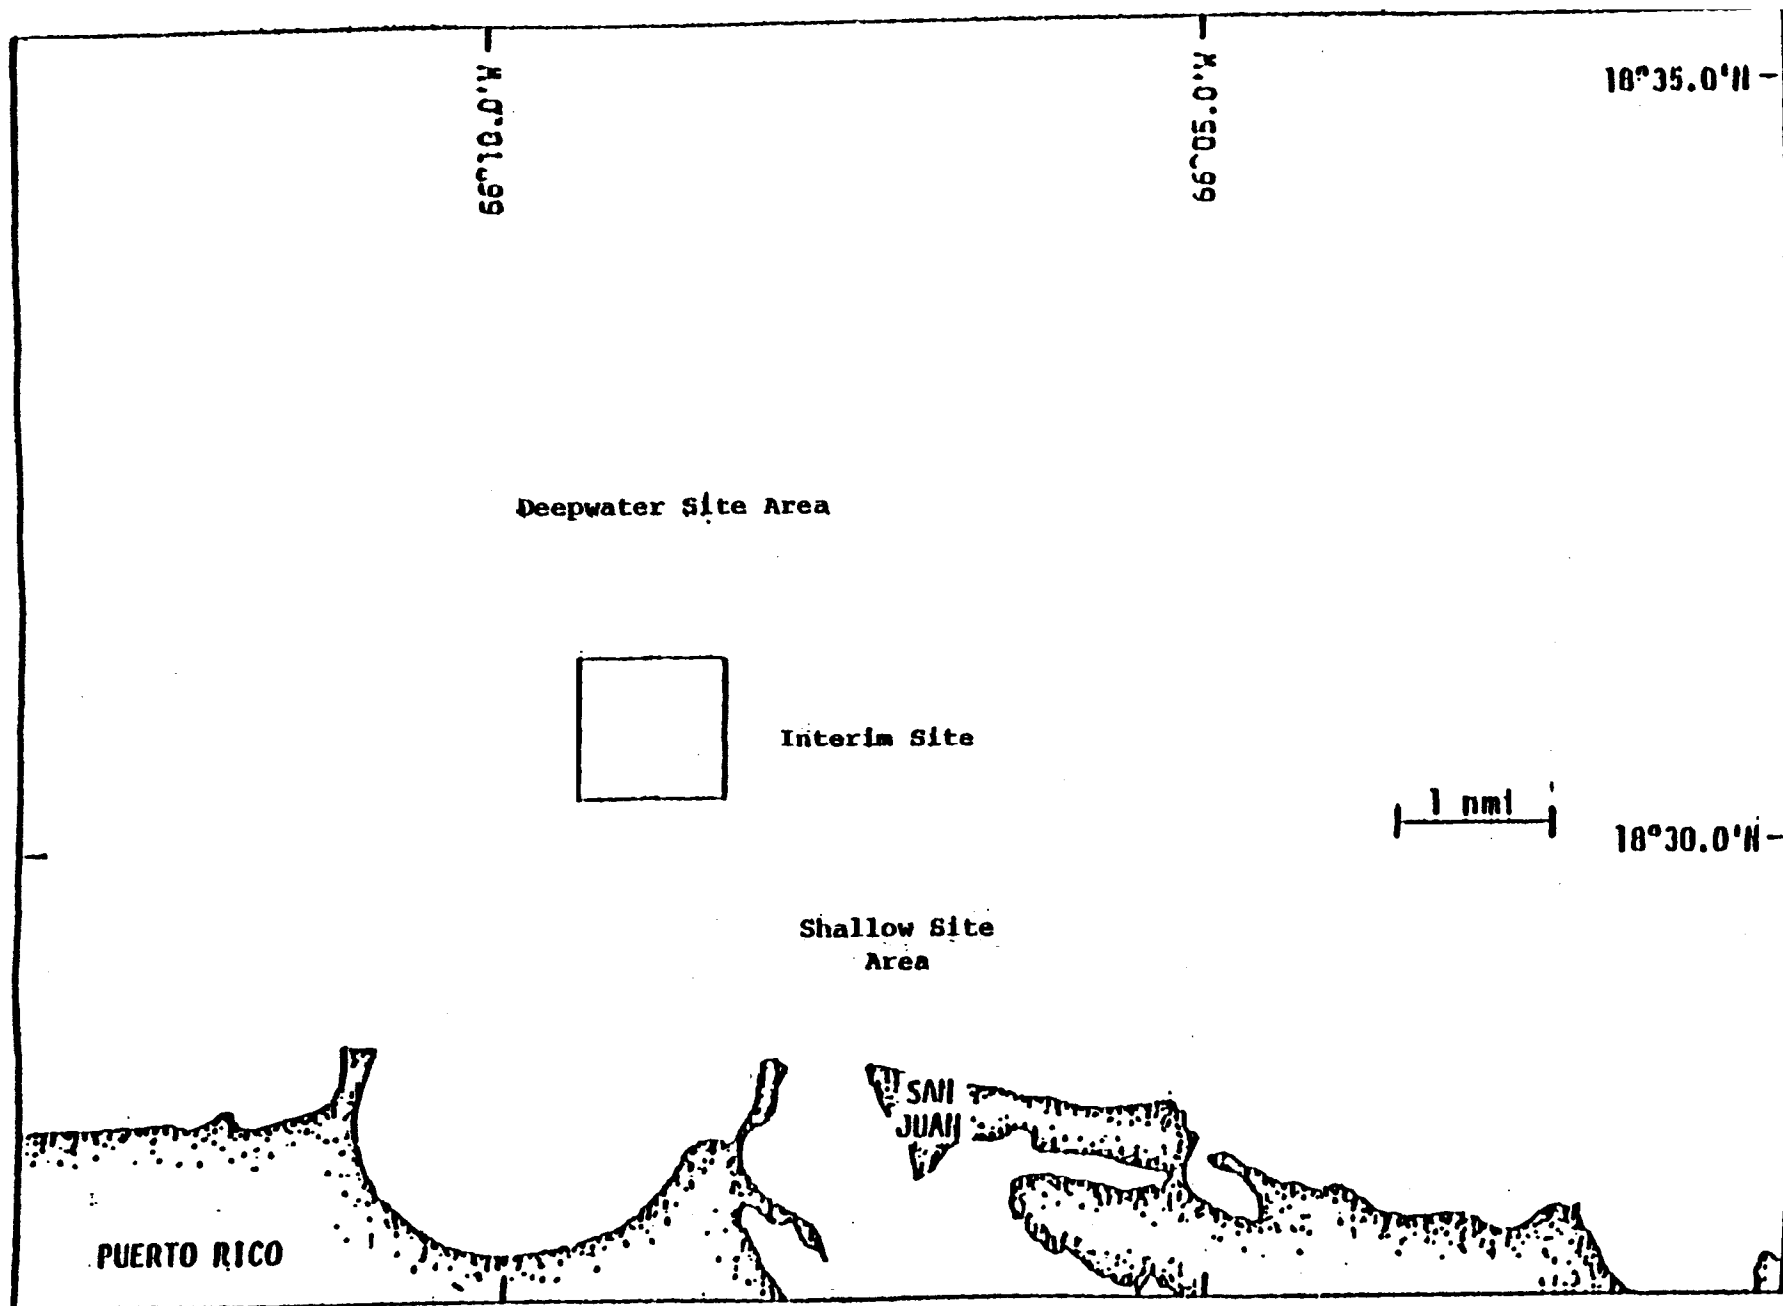 66°10.0'W
66°05.0'W
18°35.0'N
Deepwater Site Area
Interim Site
1 nmi
18°30.0'N
Shallow Site
Area
SAN
JUAN
PUERTO RICO